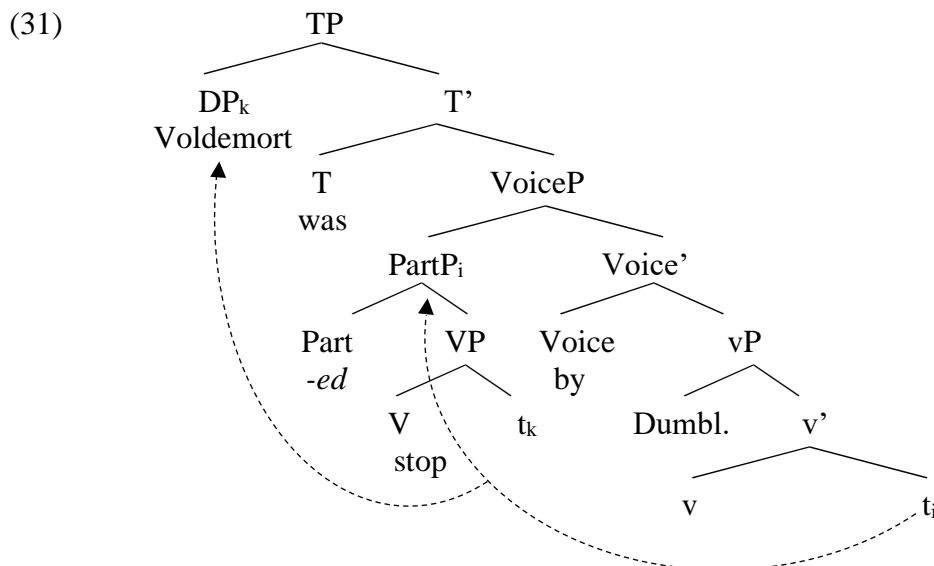 (31) TP
DPₖ T’
Voldemort
T VoiceP
was
PartPᵢ Voice’
Part VP Voice vP
-ed by
V tₖ Dumbl. v’
stop
v tᵢ